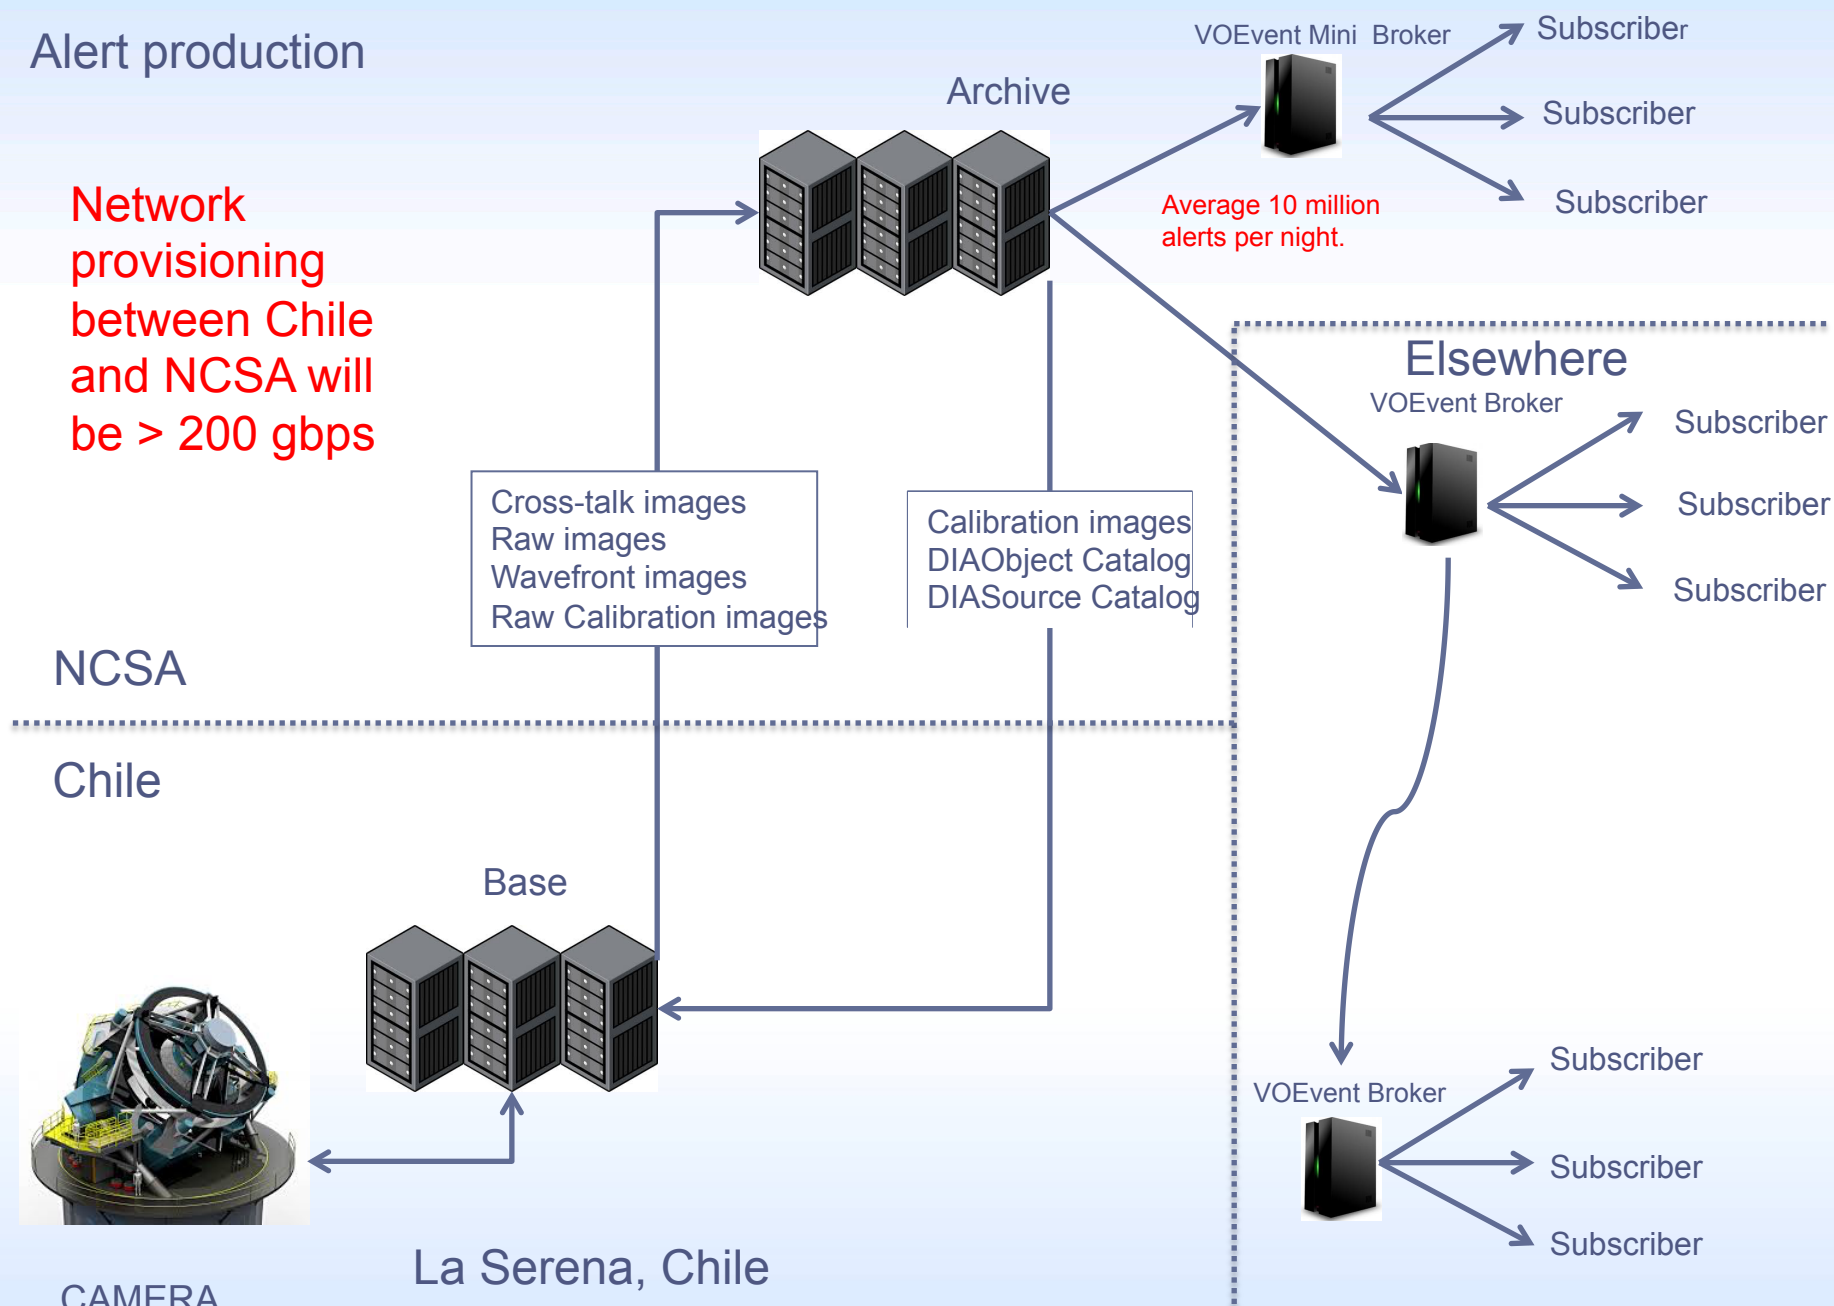 Alert production
VOEvent Mini  Broker
Subscriber
Subscriber
Subscriber
Archive
Network
provisioning
between Chile
and NCSA will
be > 200 gbps
Average 10 million
alerts per night.
Elsewhere
VOEvent Broker
Subscriber
Subscriber
Subscriber
Cross-talk images
Raw images
Wavefront images
Raw Calibration images
Calibration images
DIAObject Catalog
DIASource Catalog
NCSA
Chile
Base
VOEvent Broker
Subscriber
Subscriber
Subscriber
La Serena, Chile
CAMERA